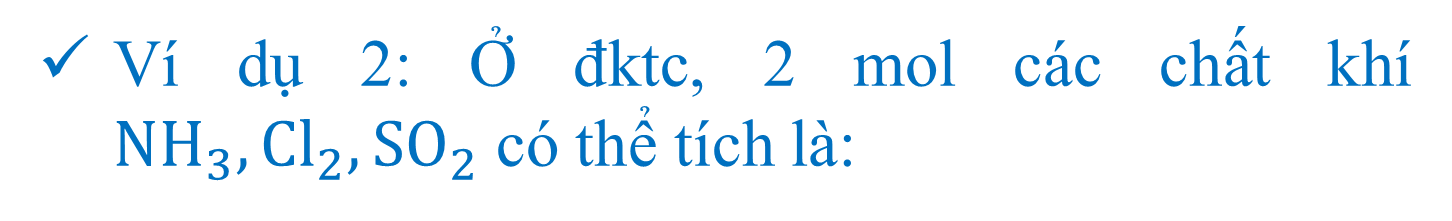 ✓ Ví dụ 2: Ở đktc, 2 mol các chất khí
NH₃, Cl₂, SO₂ có thể tích là: